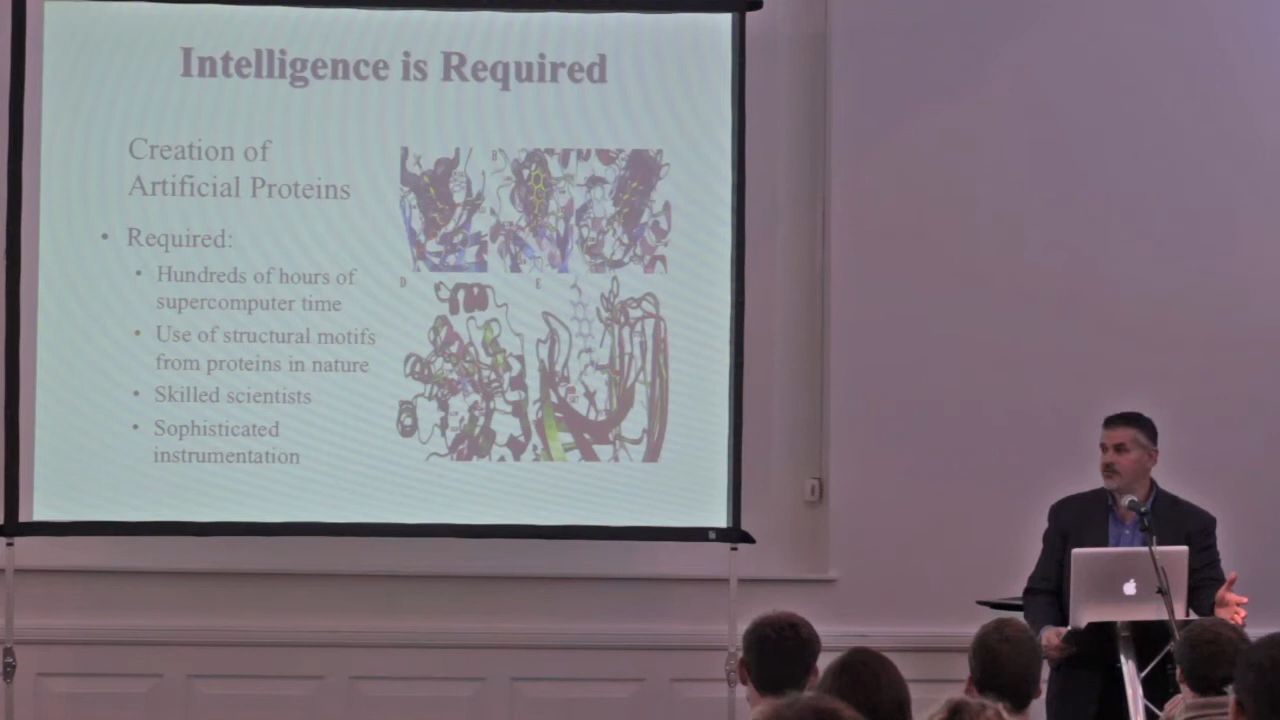 Intelligence is Required
Creation of
Artificial Proteins
• Required:
• Hundreds of hours of
supercomputer time
• Use of structural motifs
from proteins in nature
• Skilled scientists
• Sophisticated
instrumentation
B
D
E